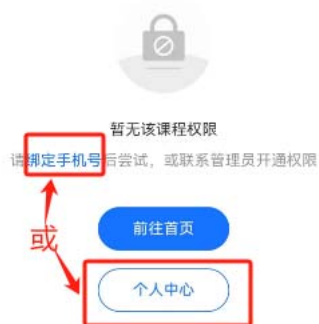 暂无该课程权限
请绑定手机号后尝试，或联系管理员开通权限
或
前往首页
个人中心